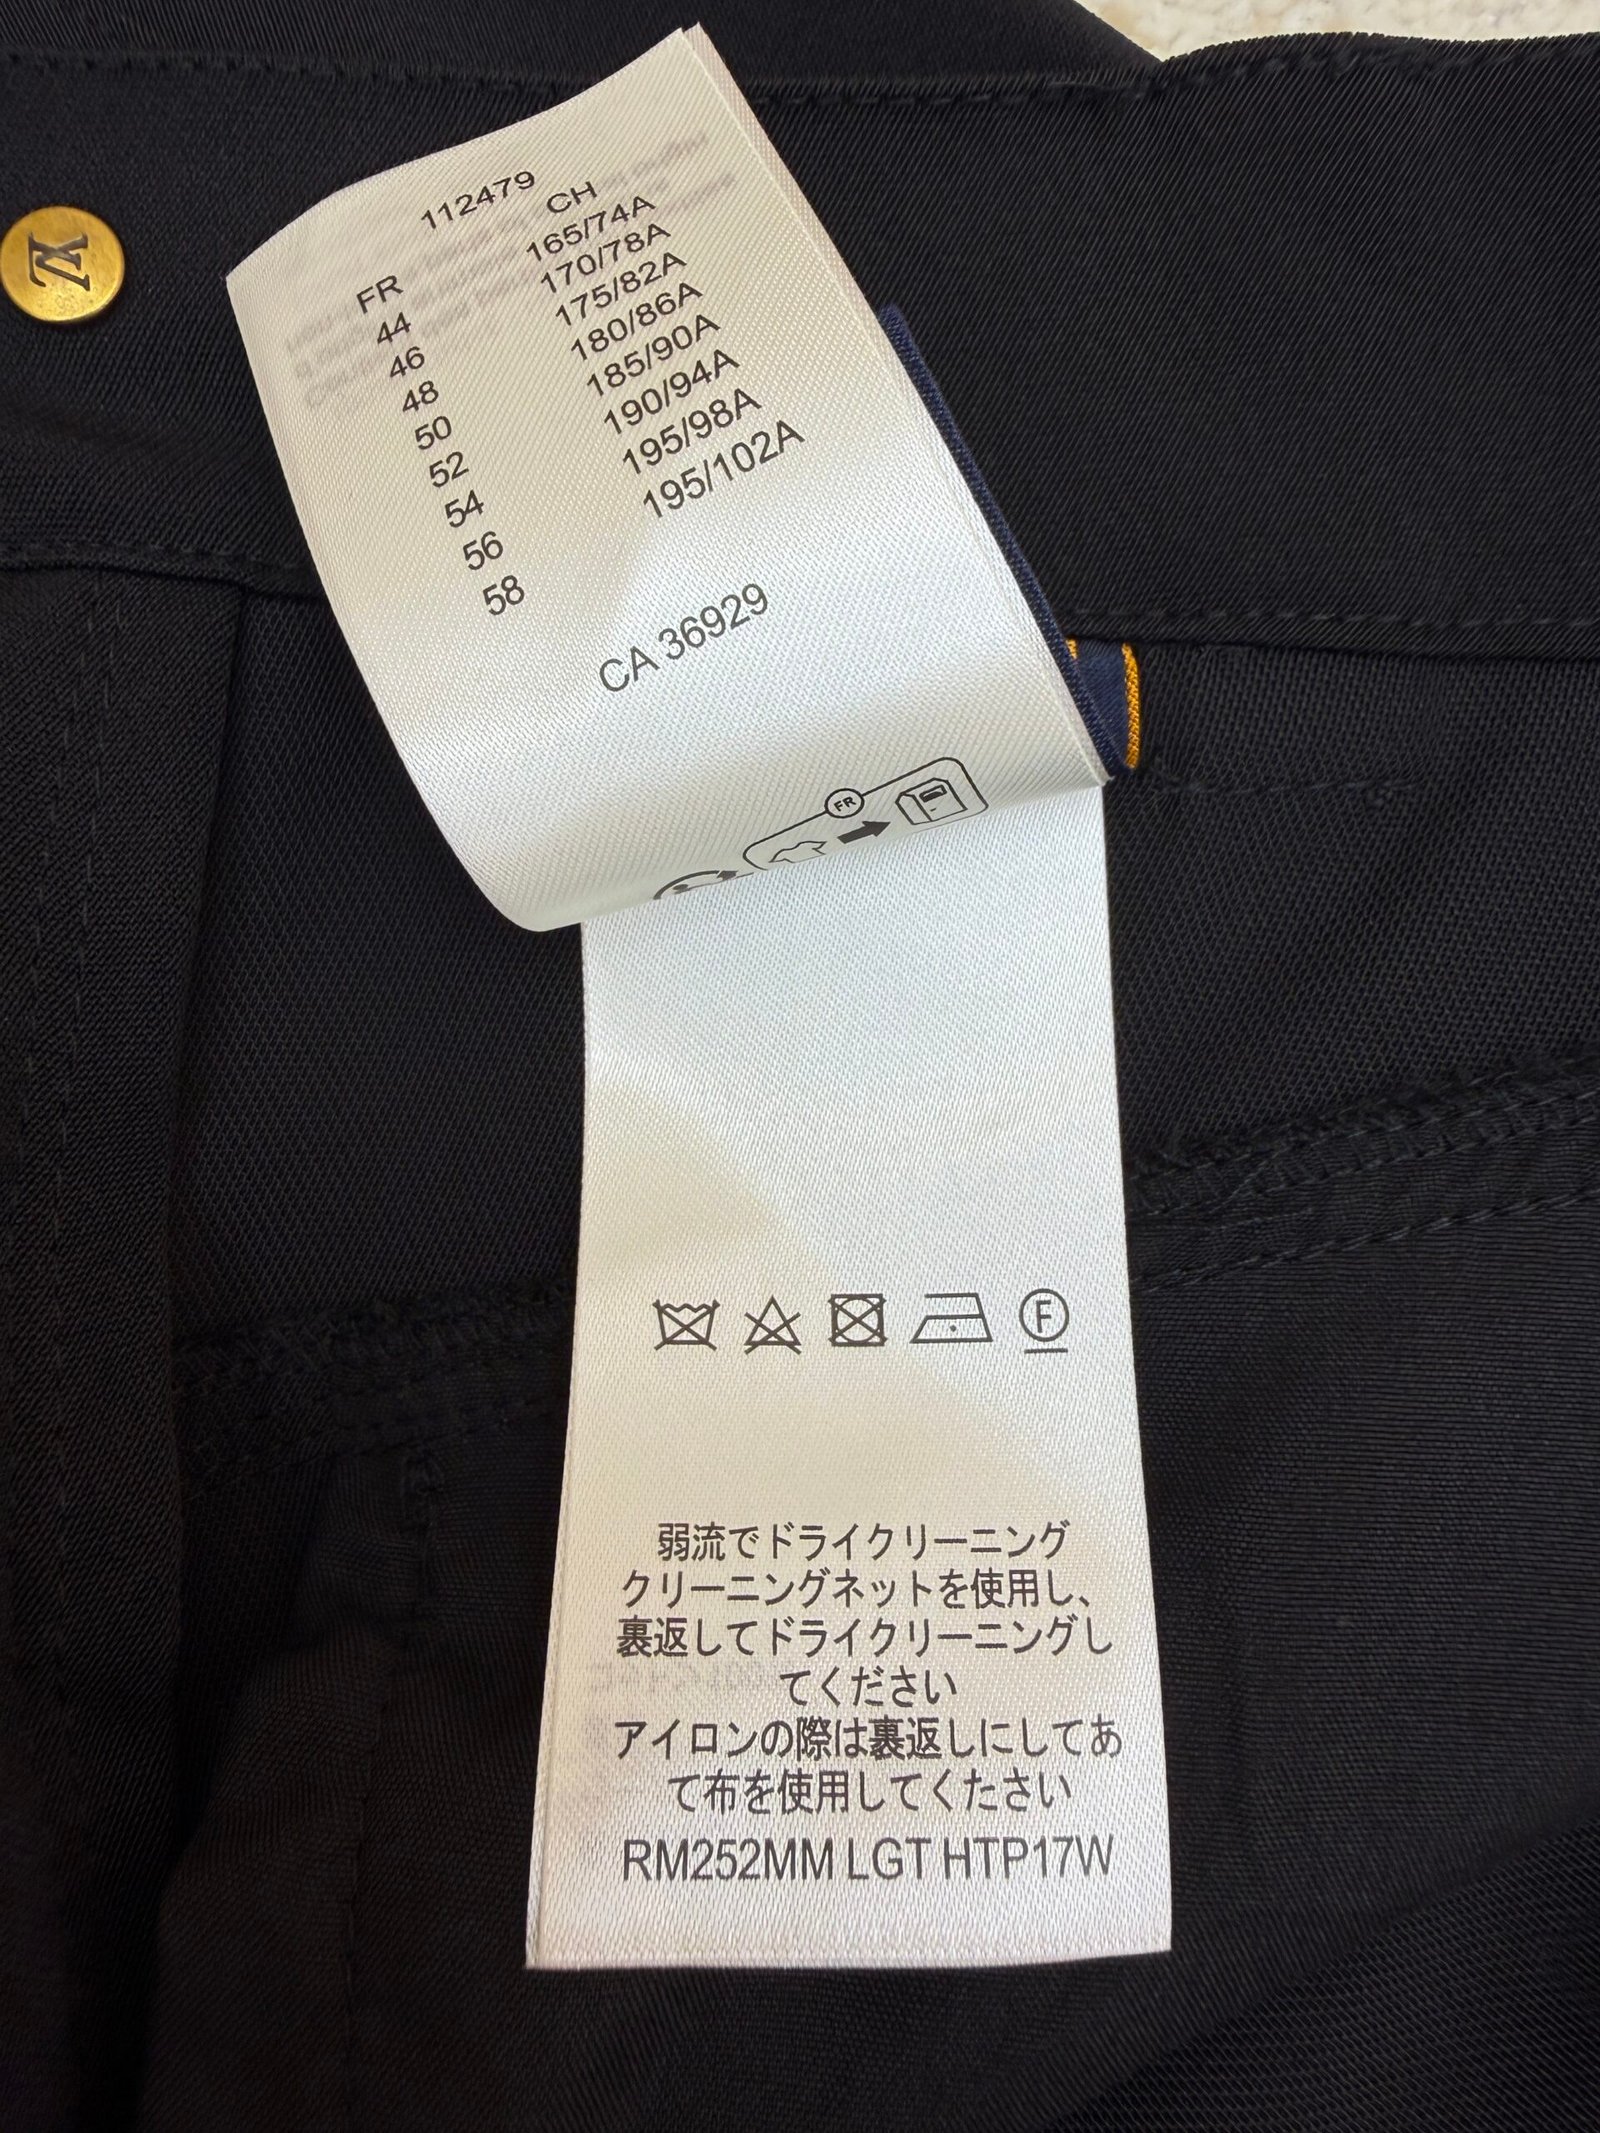 112479
FR CH
44 165/74A
46 170/78A
48 175/82A
50 180/86A
52 185/90A
54 190/94A
56 195/98A
58 195/102A
CA 36929
FR
F
弱流でドライクリーニング
クリーニングネットを使用し、
裏返してドライクリーニングし
てください
アイロンの際は裏返しにしてあ
て布を使用してくたさい
RM252MM LGT HTP17W